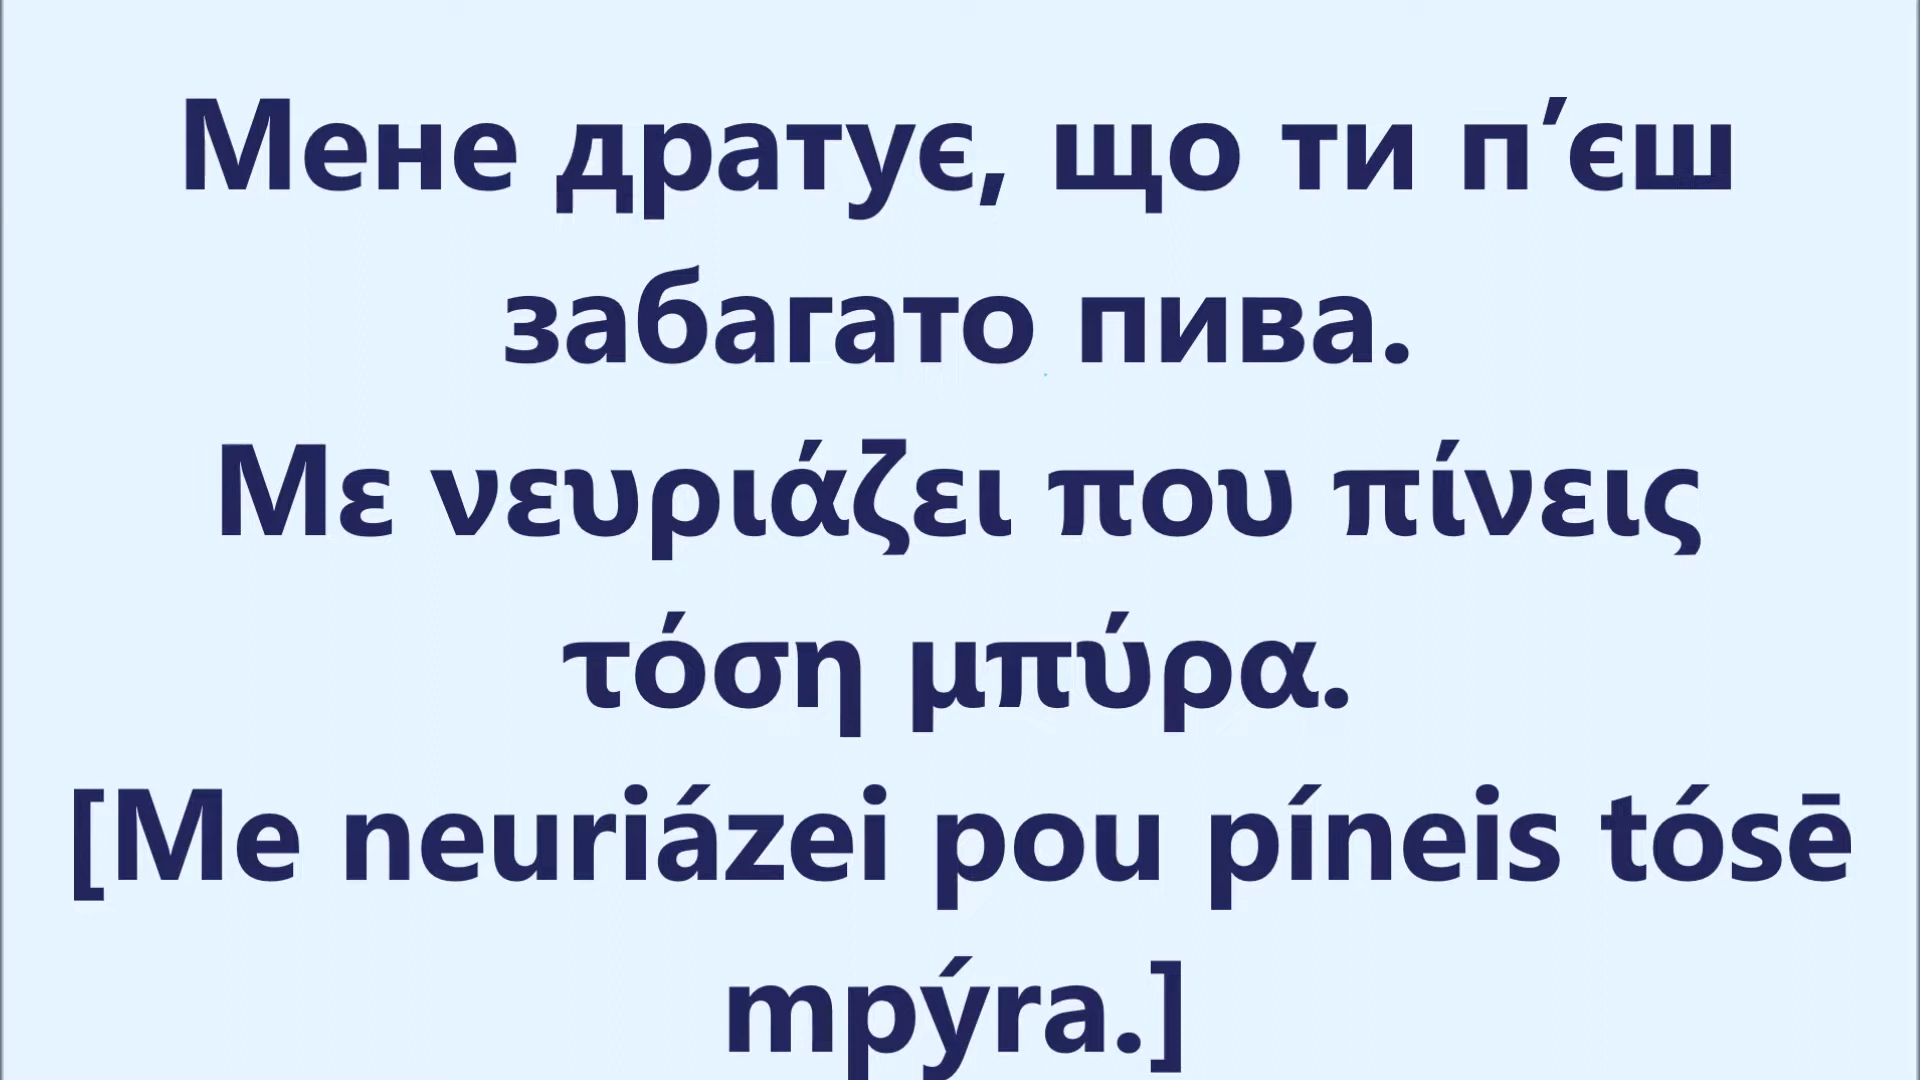 Мене дратує, що ти п’єш
забагато пива.
Με νευριάζει που πίνεις
τόση μπύρα.
[Me neuriázei pou píneis tósē
mpýra.]